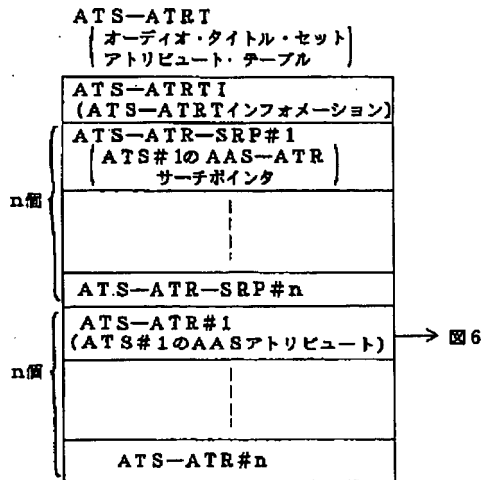 ATS—ATRT
オーディオ・タイトル・セット
アトリビュート・テーブル
ATS—ATRTI
(ATS—ATRTインフォメーション)
ATS—ATR—SRP#1
ATS#1のAAS—ATR
サーチポインタ
n個
ATS—ATR—SRP#n
ATS—ATR#1
(ATS#1のAASアトリビュート)
図6
n個
ATS—ATR#n